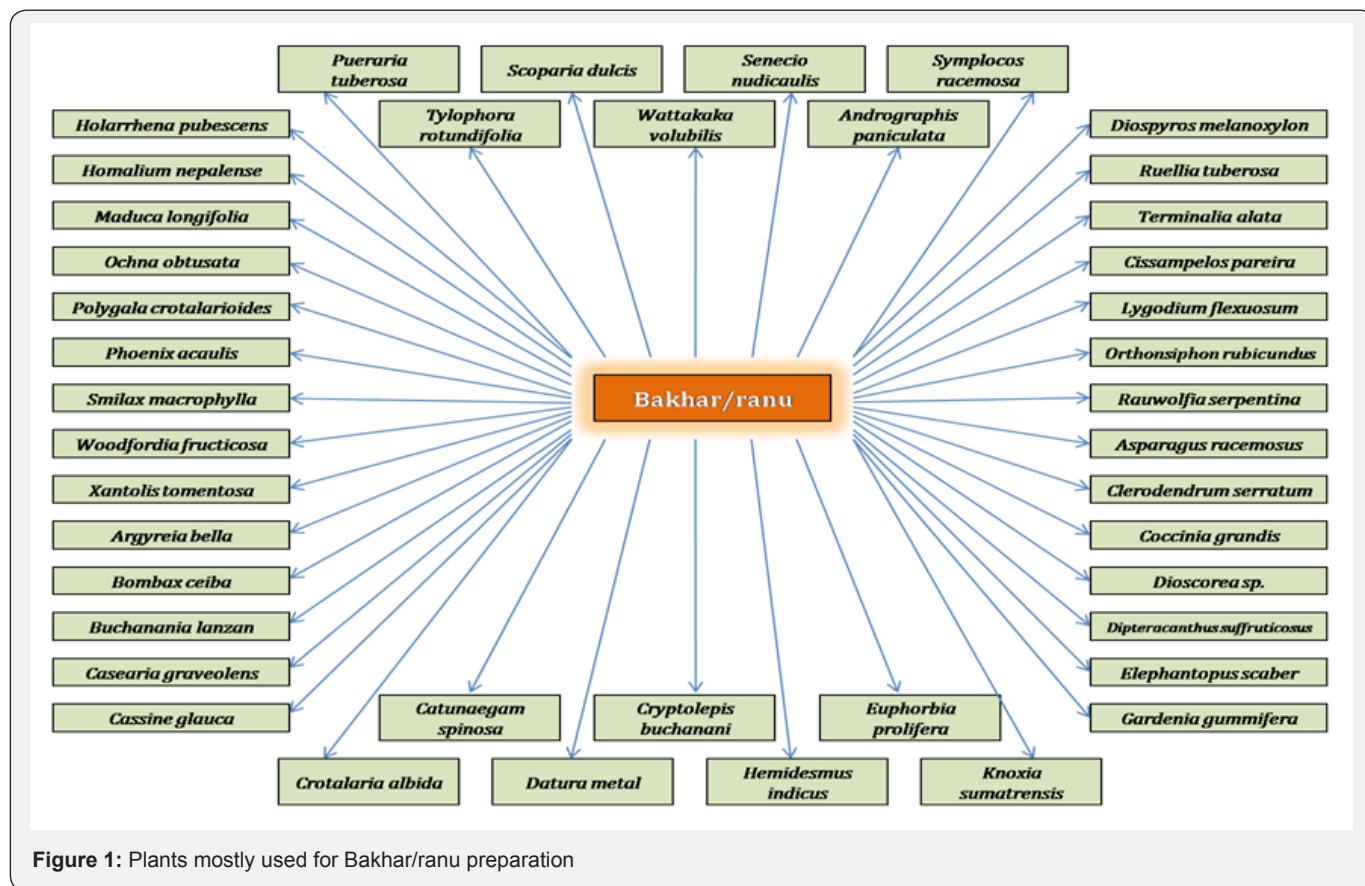 Pueraria
tuberosa
Scoparia dulcis
Senecio
nudicaulis
Symplocos
racemosa
Tylophora
rotundifolia
Wattakaka
volubilis
Andrographis
paniculata
Holarrhena pubescens
Homalium nepalense
Maduca longifolia
Ochna obtusata
Polygala crotalarioides
Phoenix acaulis
Smilax macrophylla
Woodfordia fructicosa
Xantolis tomentosa
Argyreia bella
Bombax ceiba
Buchanania lanzan
Casearia graveolens
Cassine glauca
Bakhar/ranu
Diospyros melanoxylon
Ruellia tuberosa
Terminalia alata
Cissampelos pareira
Lygodium flexuosum
Orthonsiphon rubicundus
Rauwolfia serpentina
Asparagus racemosus
Clerodendrum serratum
Coccinia grandis
Dioscorea sp.
Dipteracanthus suffruticosus
Elephantopus scaber
Gardenia gummifera
Catunaegam
spinosa
Cryptolepis
buchanani
Euphorbia
prolifera
Crotalaria albida
Datura metal
Hemidesmus
indicus
Knoxia
sumatrensis
Figure 1: Plants mostly used for Bakhar/ranu preparation